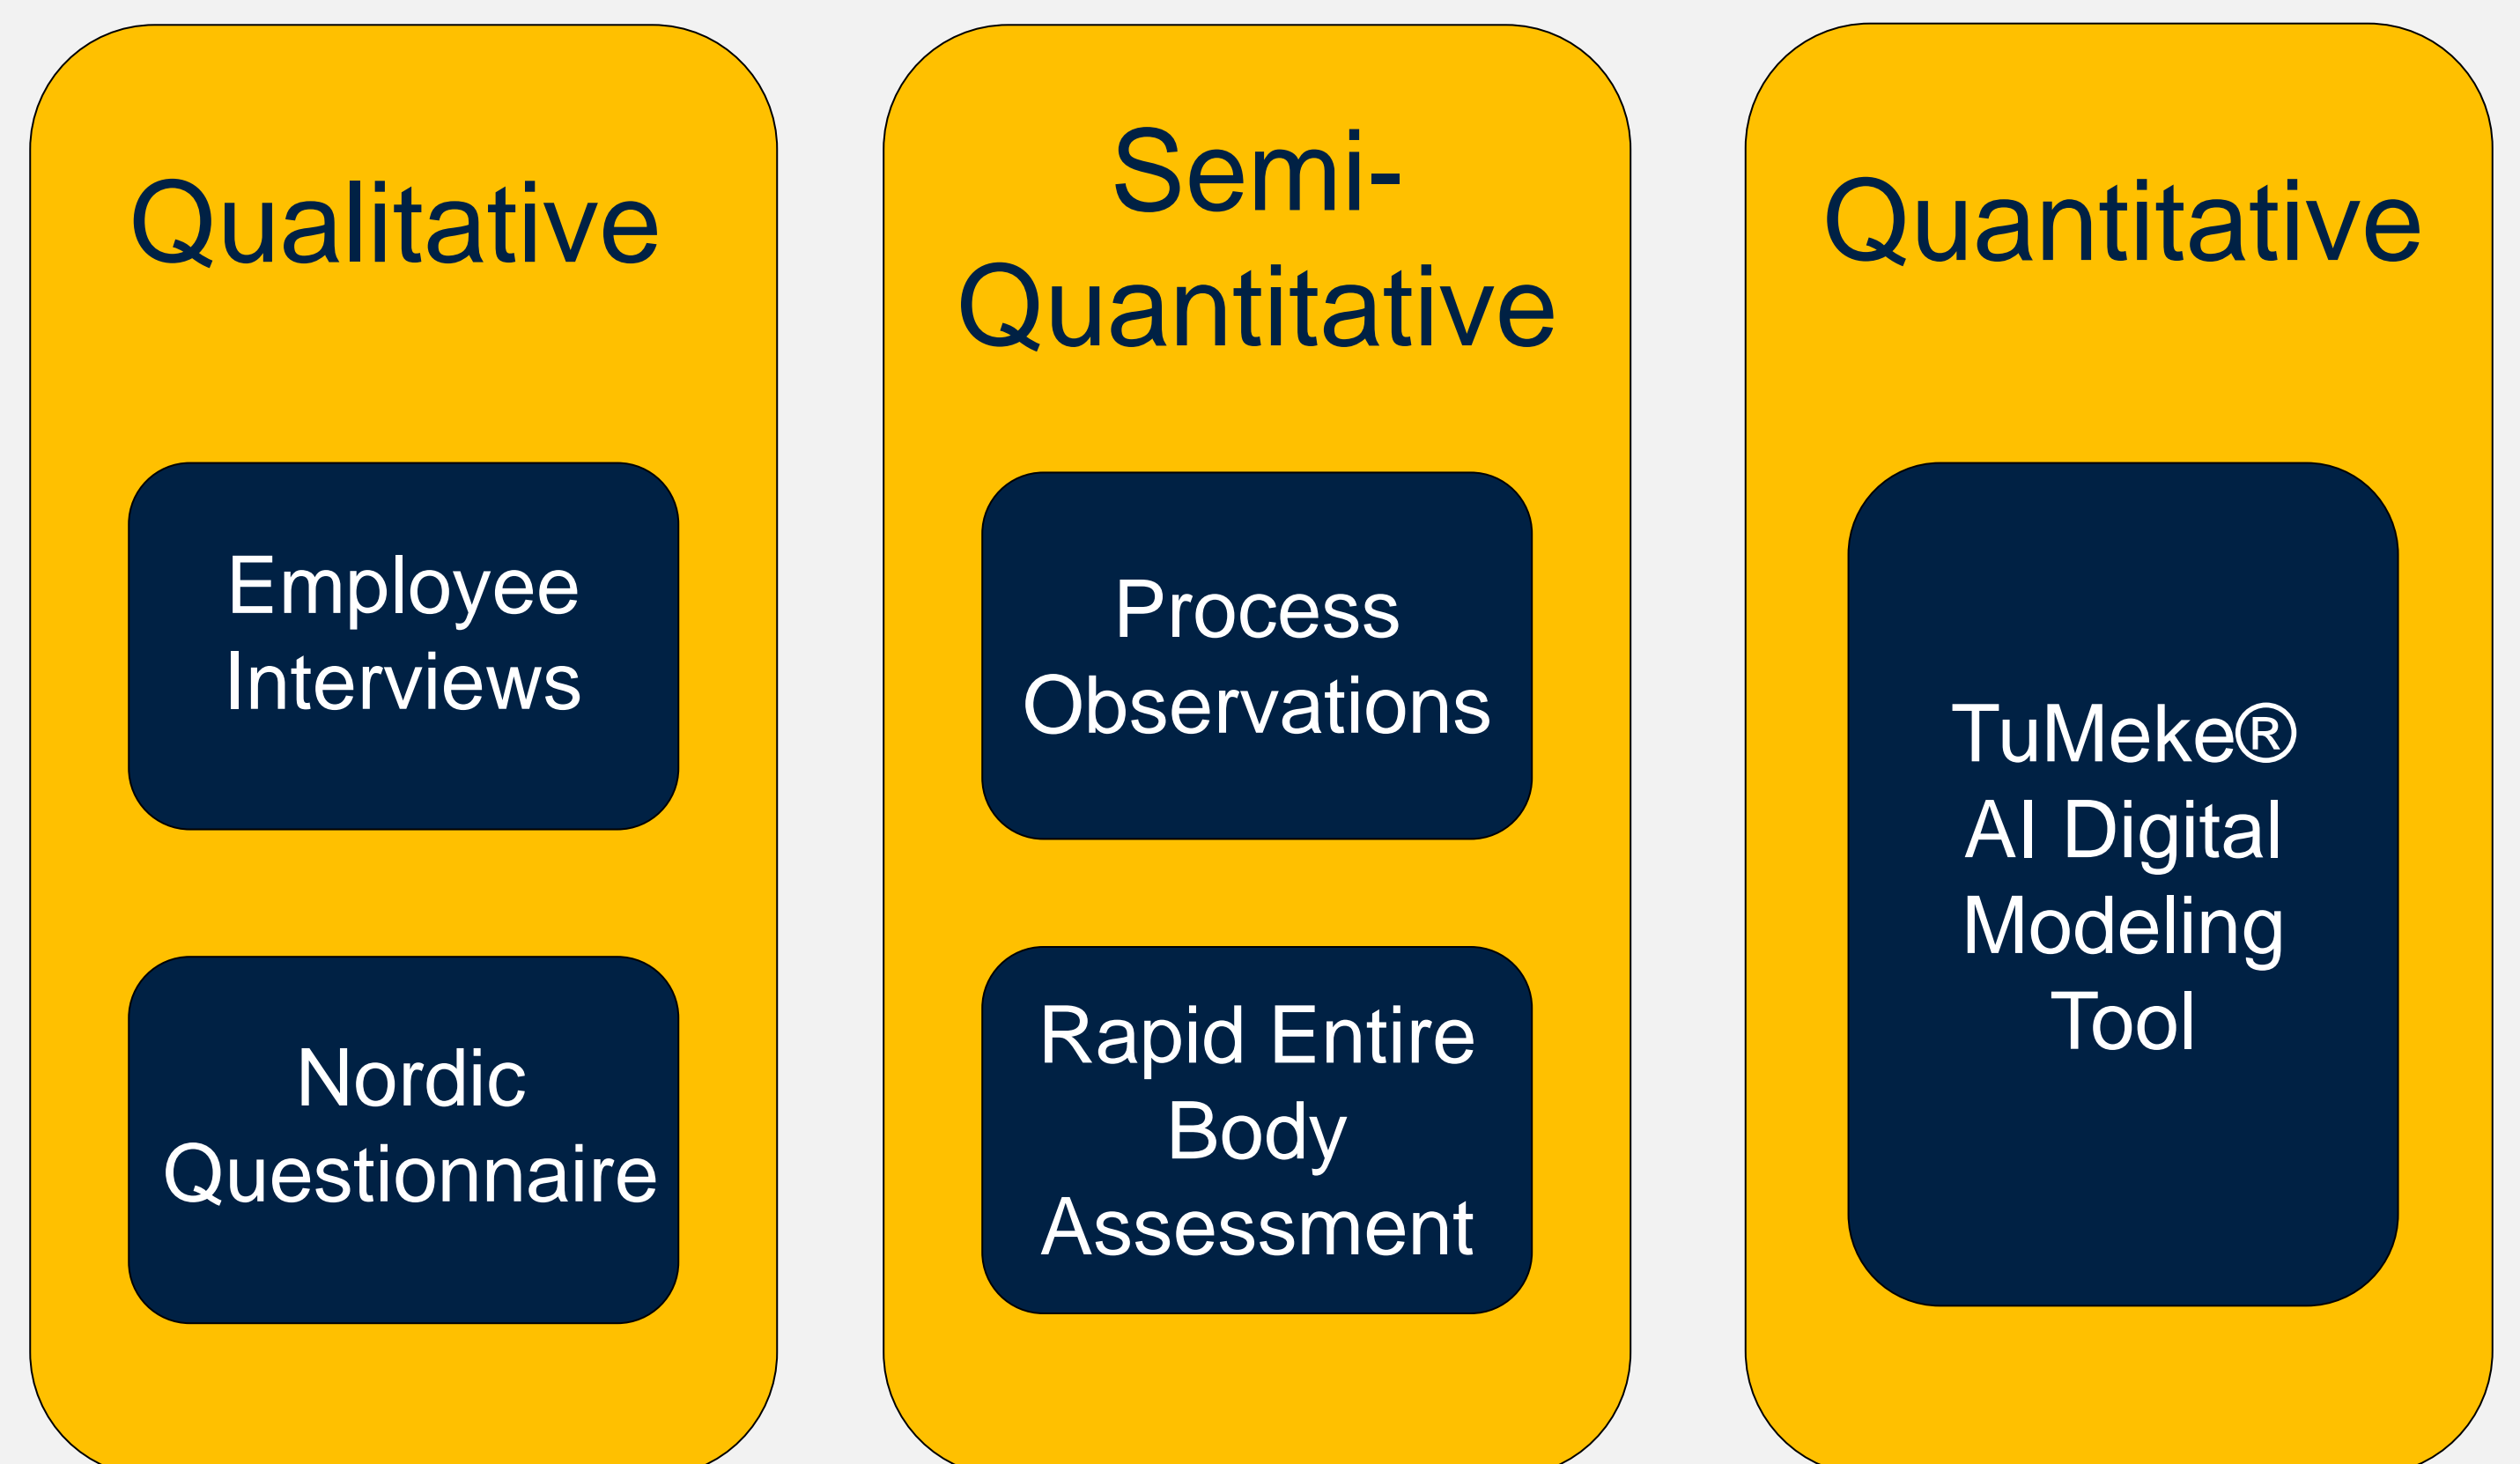 Qualitative
Employee
Interviews
Nordic
Questionnaire
Semi-
Quantitative
Process
Observations
Rapid Entire
Body
Assessment
Quantitative
TuMeke®
AI Digital
Modeling
Tool